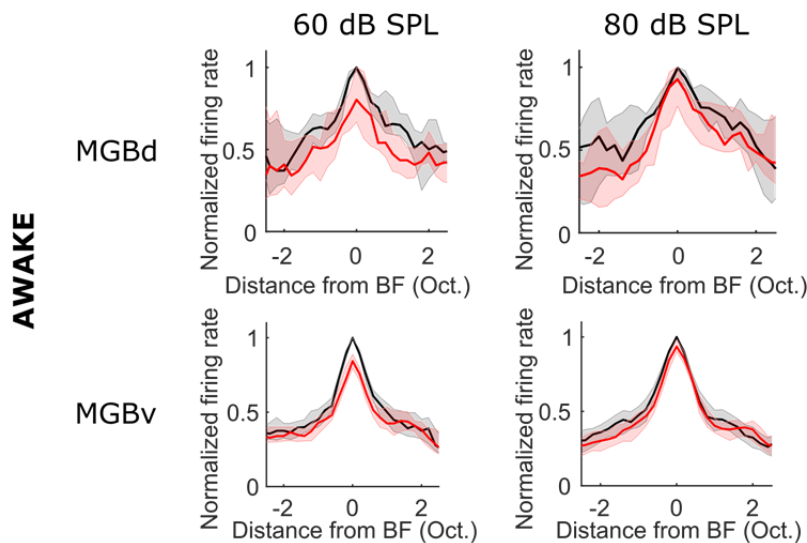 60 dB SPL
80 dB SPL
AWAKE
MGBd
Normalized firing rate
1
0.5
0
-2
0
2
Distance from BF (Oct.)
Normalized firing rate
1
0.5
0
-2
0
2
Distance from BF (Oct.)
MGBv
Normalized firing rate
1
0.5
0
-2
0
2
Distance from BF (Oct.)
Normalized firing rate
1
0.5
0
-2
0
2
Distance from BF (Oct.)